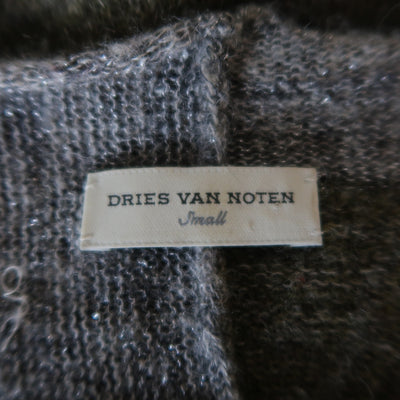 DRIES VAN NOTEN
Small